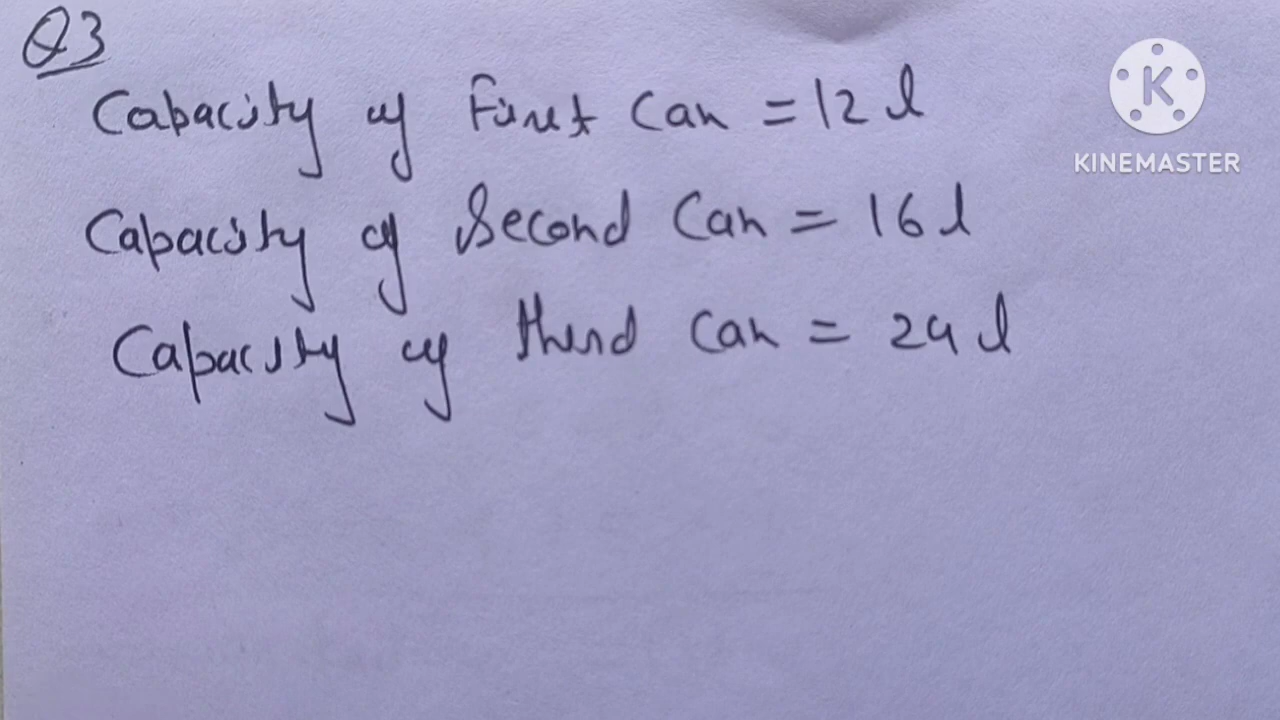 Q3
Capacity of First Can = 12 l
K
KINEMASTER
Capacity of Second Can = 16 l
Capacity of third Can = 24 l